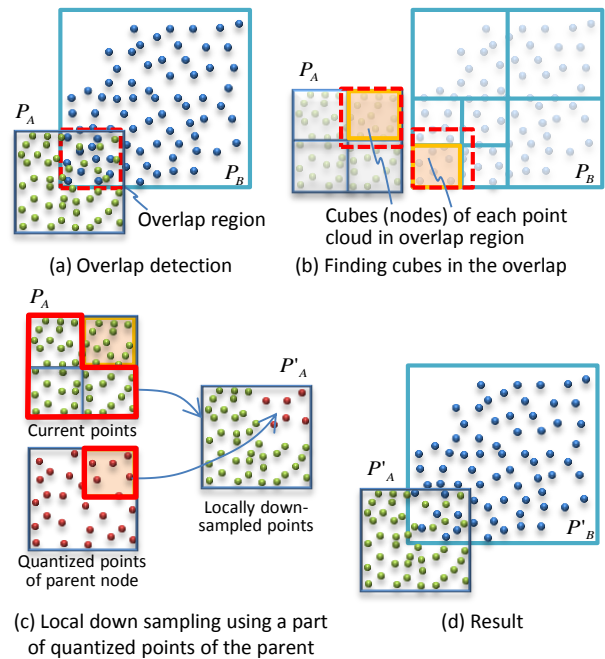 P_A
P_B
Overlap region
(a) Overlap detection
P_A
P_B
Cubes (nodes) of each point
cloud in overlap region
(b) Finding cubes in the overlap
P_A
Current points
Quantized points
of parent node
P'_A
Locally down-
sampled points
(c) Local down sampling using a part
of quantized points of the parent
P'_A
P'_B
(d) Result